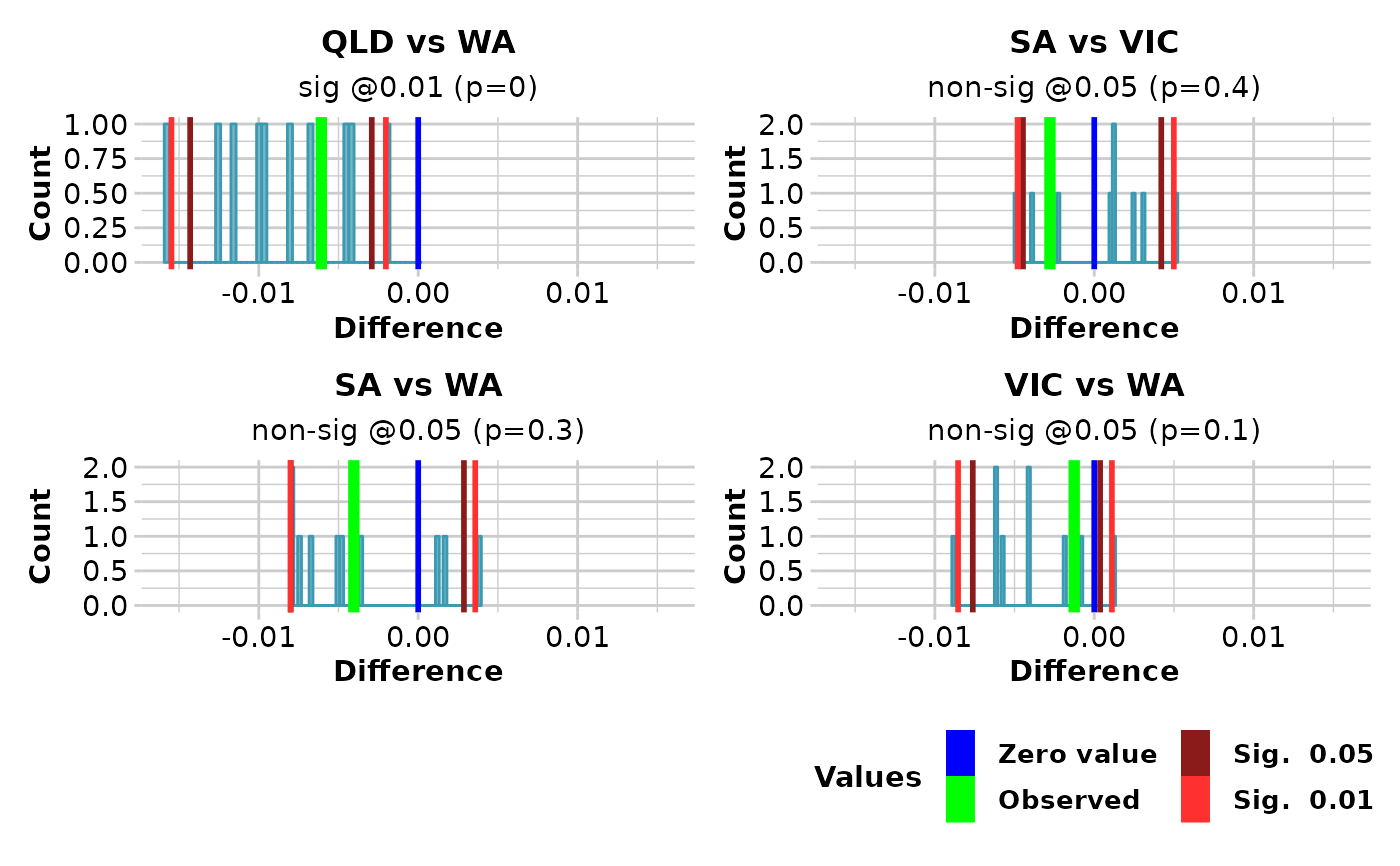 QLD vs WA
sig @0.01 (p=0)
1.00
0.75
0.50
0.25
0.00
Count
-0.01 0.00 0.01
Difference
SA vs VIC
non-sig @0.05 (p=0.4)
2.0
1.5
1.0
0.5
0.0
Count
-0.01 0.00 0.01
Difference
SA vs WA
non-sig @0.05 (p=0.3)
2.0
1.5
1.0
0.5
0.0
Count
-0.01 0.00 0.01
Difference
VIC vs WA
non-sig @0.05 (p=0.1)
2.0
1.5
1.0
0.5
0.0
Count
-0.01 0.00 0.01
Difference
Values
Zero value
Observed
Sig.  0.05
Sig.  0.01